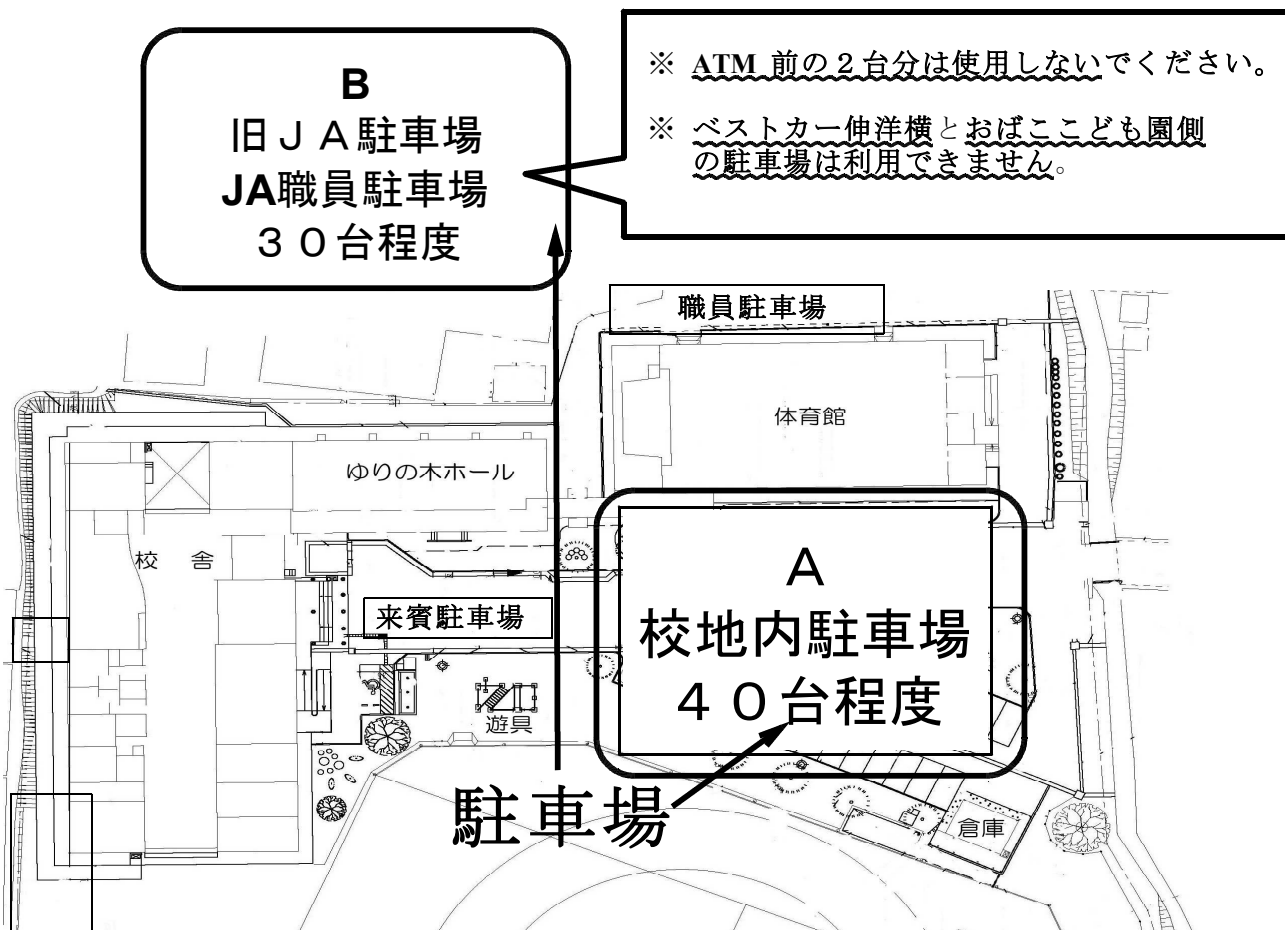 B
旧ＪＡ駐車場
JA職員駐車場
３０台程度
※ ATM 前の２台分は使用しないでください。
※ ベストカー伸洋横とおばここども園側
の駐車場は利用できません。
職員駐車場
体育館
ゆりの木ホール
校 舎
来賓駐車場
A
校地内駐車場
４０台程度
遊具
駐車場
倉庫